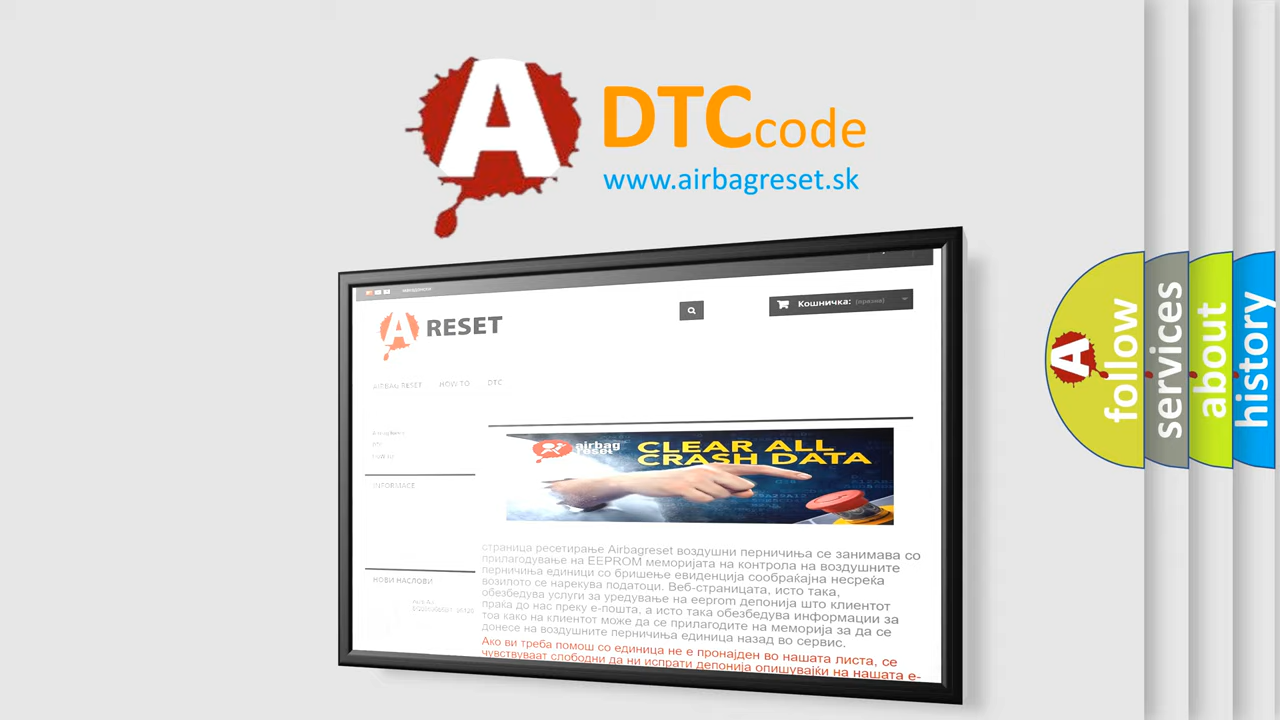 A DTC code
www.airbagreset.sk
A RESET
Кошничка: (празна)
AIRBAG RESET HOW TO DTC
INFORMACE
airbag
reset
CLEAR ALL
CRASH DATA
страница ресетирање Airbagreset воздушни перничиња се занимава со
прилагодување на EEPROM меморијата на контрола на воздушните
перничиња единици со бришење евиденција сообраќајна несреќа
возилото се нарекува податоци. Веб-страницата, исто така,
обезбедува услуги за уредување на eeprom депонија што клиентот
праќа до нас преку е-пошта, а исто така обезбедува информации за
тоа како на клиентот може да се прилагодите на меморија за да се
донесе на воздушните перничиња единица назад во сервис.
Ако ви треба помош со единица не е пронајден во нашата листа, се
чувствуваат слободни да ни испрати депонија опишувајќи на нашата е-
НОВИ НАСЛОВИ
A follow
services
about
history